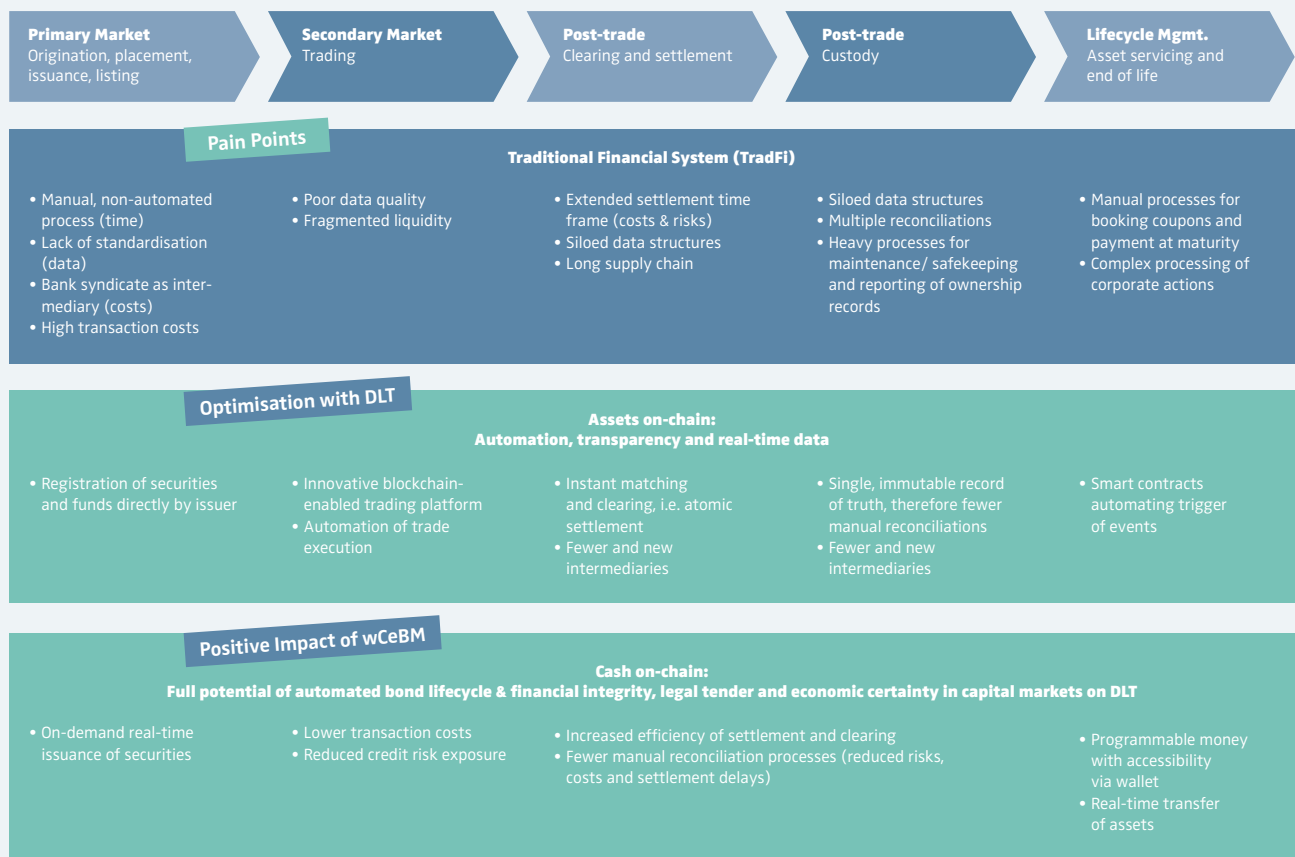 Primary Market
Origination, placement,
issuance, listing
Secondary Market
Trading
Post-trade
Clearing and settlement
Post-trade
Custody
Lifecycle Mgmt.
Asset servicing and
end of life
Pain Points
Traditional Financial System (TradFi)
• Manual, non-automated
process (time)
• Lack of standardisation
(data)
• Bank syndicate as inter-
mediary (costs)
• High transaction costs
• Poor data quality
• Fragmented liquidity
• Extended settlement time
frame (costs & risks)
• Siloed data structures
• Long supply chain
• Siloed data structures
• Multiple reconciliations
• Heavy processes for
maintenance/ safekeeping
and reporting of ownership
records
• Manual processes for
booking coupons and
payment at maturity
• Complex processing of
corporate actions
Optimisation with DLT
Assets on-chain:
Automation, transparency and real-time data
• Registration of securities
and funds directly by issuer
• Innovative blockchain-
enabled trading platform
• Automation of trade
execution
• Instant matching
and clearing, i.e. atomic
settlement
• Fewer and new
intermediaries
• Single, immutable record
of truth, therefore fewer
manual reconciliations
• Fewer and new
intermediaries
• Smart contracts
automating trigger
of events
Positive Impact of wCeBM
Cash on-chain:
Full potential of automated bond lifecycle & financial integrity, legal tender and economic certainty in capital markets on DLT
• On-demand real-time
issuance of securities
• Lower transaction costs
• Reduced credit risk exposure
• Increased efficiency of settlement and clearing
• Fewer manual reconciliation processes (reduced risks,
costs and settlement delays)
• Programmable money
with accessibility
via wallet
• Real-time transfer
of assets